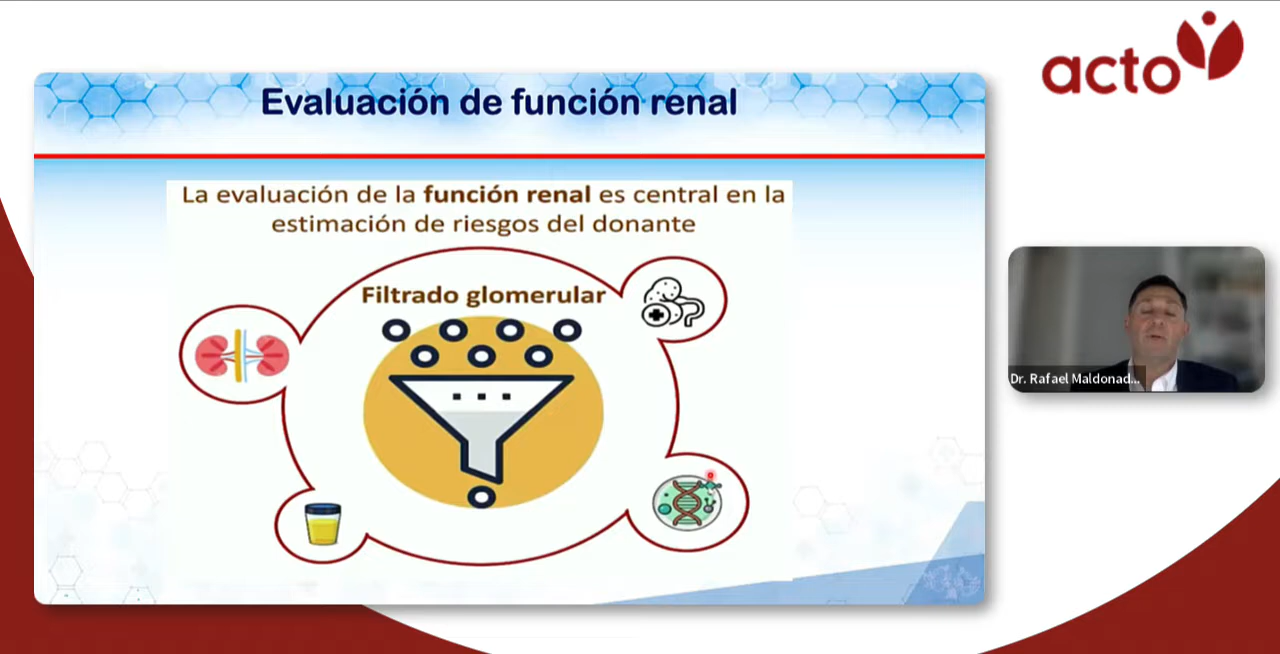 acto
Evaluación de función renal
La evaluación de la función renal es central en la
estimación de riesgos del donante
Filtrado glomerular
Dr. Rafael Maldonad...